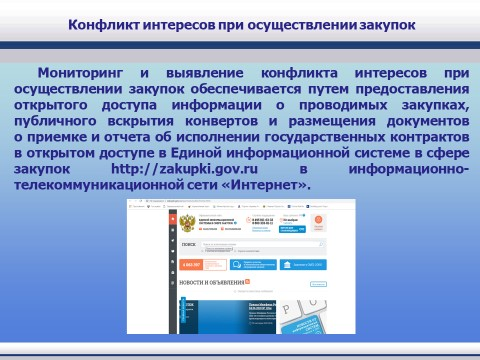 Конфликт интересов при осуществлении закупок
Мониторинг и выявление конфликта интересов при
осуществлении закупок обеспечивается путем предоставления
открытого доступа информации о проводимых закупках,
публичного вскрытия конвертов и размещения документов
о приемке и отчета об исполнении государственных контрактов
в открытом доступе в Единой информационной системе в сфере
закупок http://zakupki.gov.ru в информационно-
телекоммуникационной сети «Интернет».
ПОИСК
НОВОСТИ И ОБЪЯВЛЕНИЯ